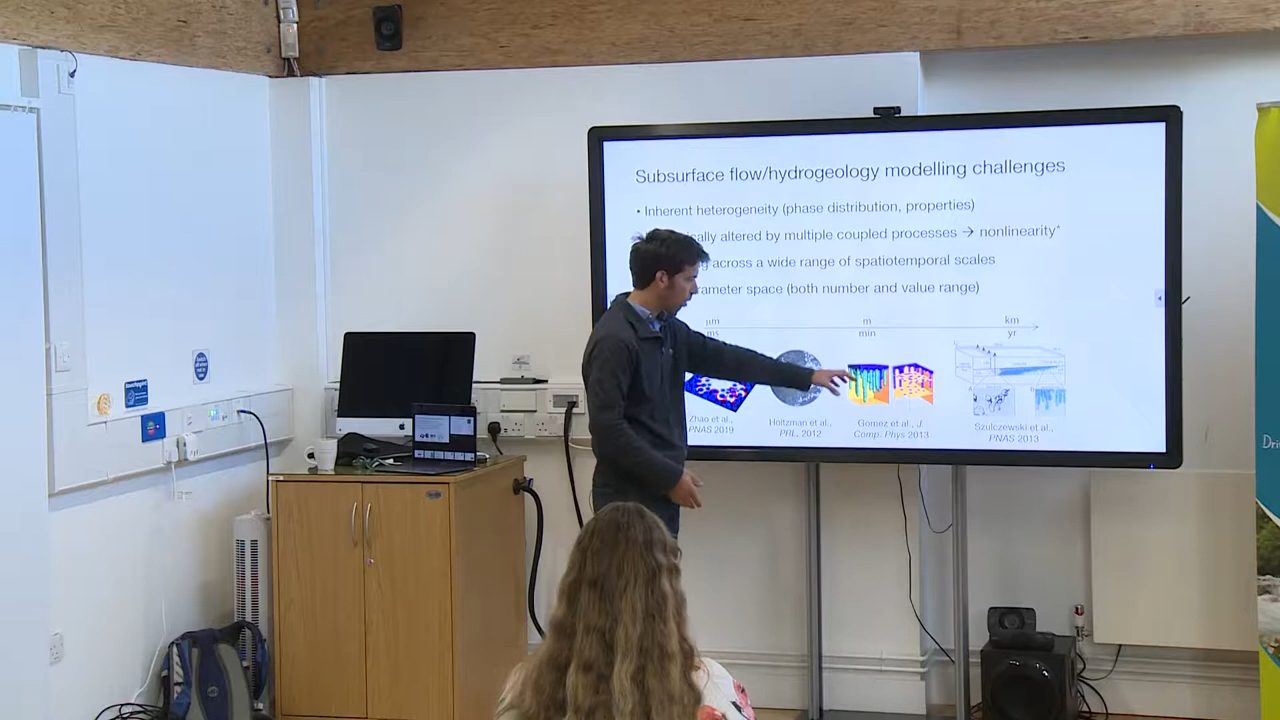 Subsurface flow/hydrogeology modelling challenges
• Inherent heterogeneity (phase distribution, properties)
altered by multiple coupled processes → nonlinearity*
across a wide range of spatiotemporal scales
space (both number and value range)
μm m km
ms min yr
Zhao et al., PNAS 2019
Holtzman et al., PRL, 2012
Gomez et al., J. Comp. Phys 2013
Szulczewski et al., PNAS 2013